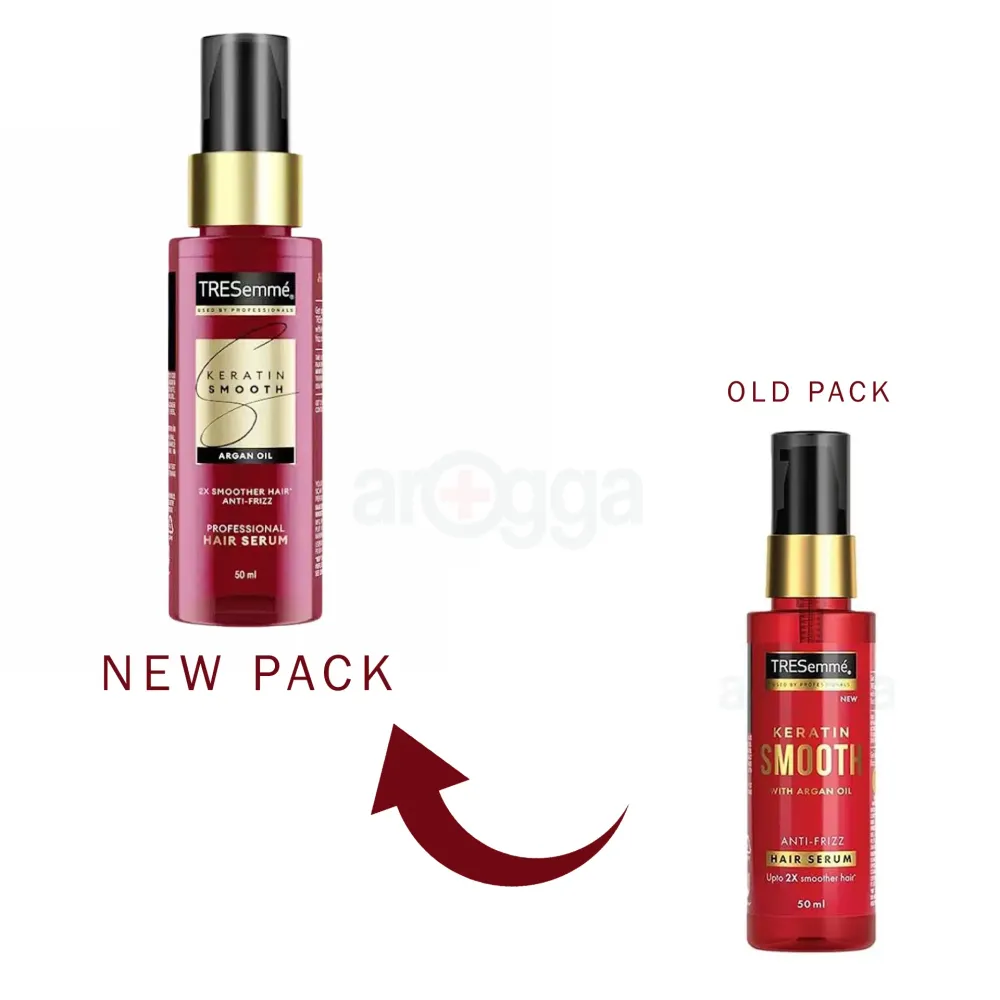 TRESemmé
USED BY PROFESSIONALS
KERATIN
SMOOTH
ARGAN OIL
2X SMOOTHER HAIR*
ANTI-FRIZZ
PROFESSIONAL
HAIR SERUM
50 ml
NEW PACK
arogga
OLD PACK
TRESemmé
USED BY PROFESSIONALS
NEW
KERATIN
SMOOTH
WITH ARGAN OIL
ANTI-FRIZZ
HAIR SERUM
Upto 2X smoother hair*
50 ml